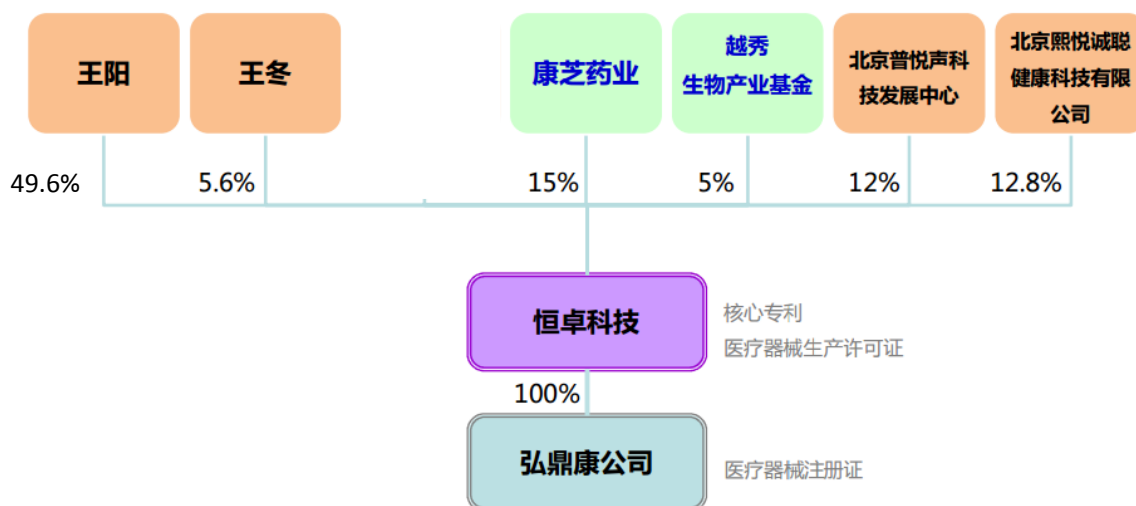 王阳
王冬
康芝药业
越秀
生物产业基金
北京普悦声科
技发展中心
北京熙悦诚聪
健康科技有限
公司
49.6%
5.6%
15%
5%
12%
12.8%
恒卓科技
核心专利
医疗器械生产许可证
100%
弘鼎康公司
医疗器械注册证